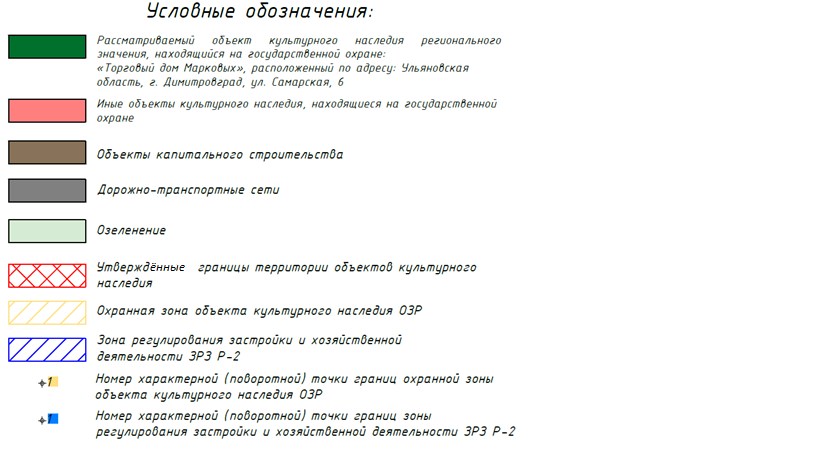 Условные обозначения:
Рассматриваемый объект культурного наследия регионального
значения, находящийся на государственной охране:
«Торговый дом Марковых», расположенный по адресу: Ульяновская
область, г. Димитровград, ул. Самарская, 6
Иные объекты культурного наследия, находящиеся на государственной
охране
Объекты капитального строительства
Дорожно-транспортные сети
Озеленение
Утверждённые границы территории объектов культурного
наследия
Охранная зона объекта культурного наследия ОЗР
Зона регулирования застройки и хозяйственной
деятельности ЗРЗ Р-2
1
Номер характерной (поворотной) точки границ охранной зоны
объекта культурного наследия ОЗР
1
Номер характерной (поворотной) точки границ зоны
регулирования застройки и хозяйственной деятельности ЗРЗ Р-2